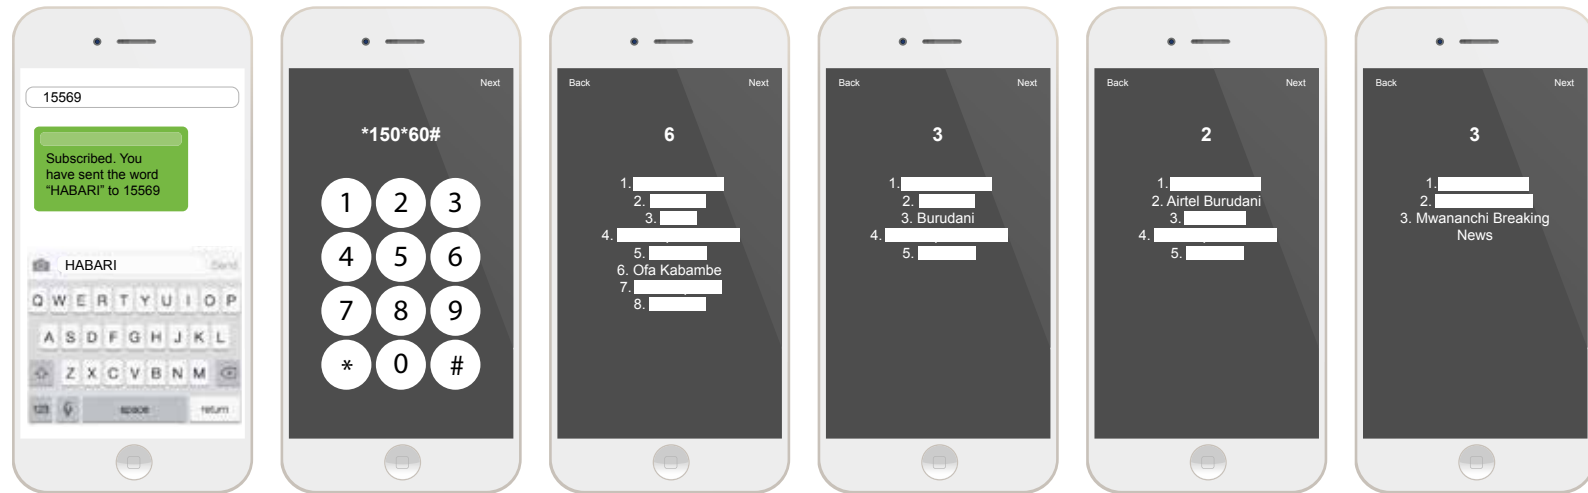 15569
Subscribed. You
have sent the word
“HABARI” to 15569
HABARI Send
Q W E R T Y U I O P
A S D F G H J K L
Z X C V B N M
123 space return
Next
*150*60#
1 2 3
4 5 6
7 8 9
* 0 #
Back Next
6
1.
2.
3.
4.
5.
6. Ofa Kabambe
7.
8.
Back Next
3
1.
2.
3. Burudani
4.
5.
Back Next
2
1.
2. Airtel Burudani
3.
4.
5.
Back Next
3
1.
2.
3. Mwananchi Breaking
News